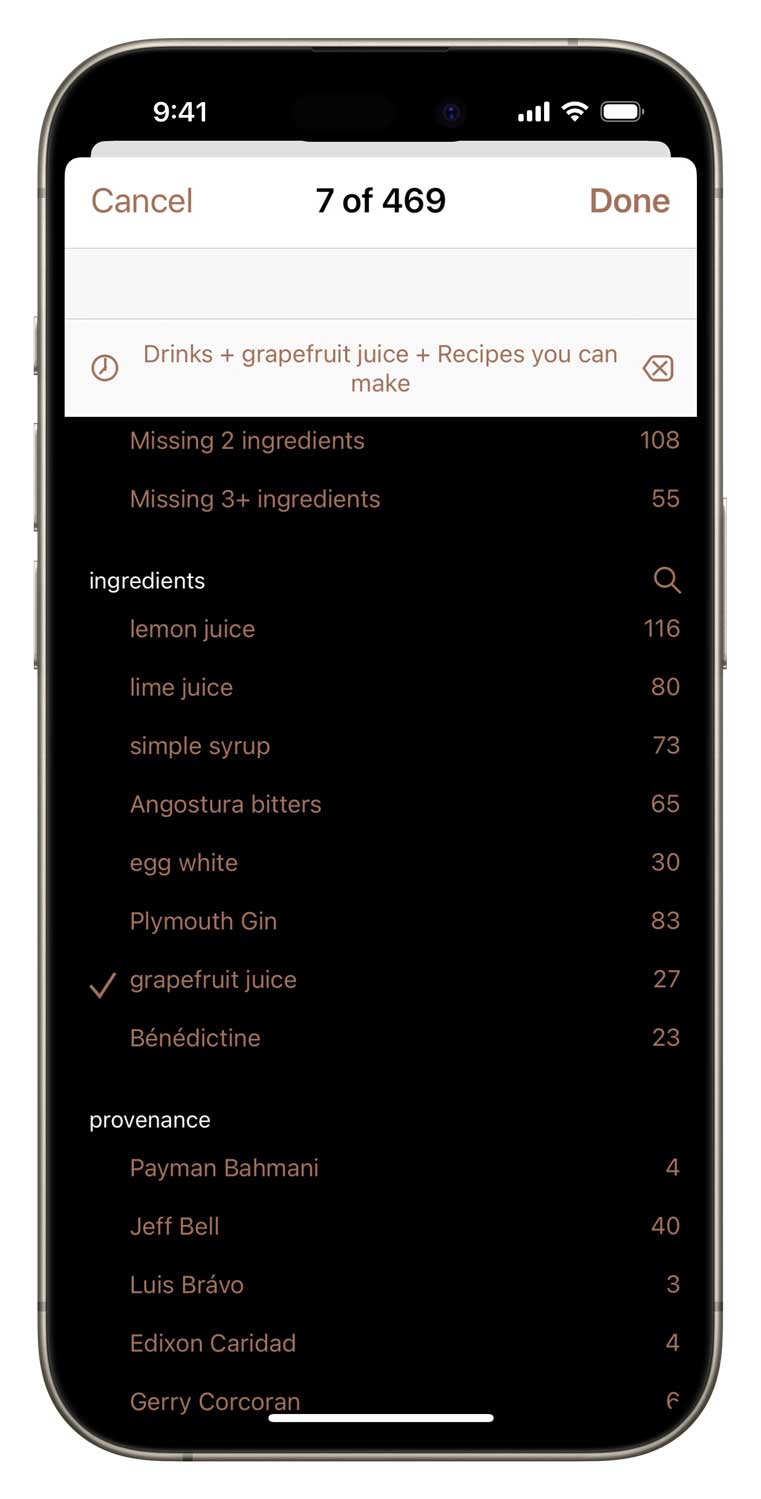 9:41
Cancel 7 of 469 Done
Drinks + grapefruit juice + Recipes you can
make
Missing 2 ingredients 108
Missing 3+ ingredients 55
ingredients
lemon juice 116
lime juice 80
simple syrup 73
Angostura bitters 65
egg white 30
Plymouth Gin 83
grapefruit juice 27
Bénédictine 23
provenance
Payman Bahmani 4
Jeff Bell 40
Luis Brávo 3
Edixon Caridad 4
Gerry Corcoran 6